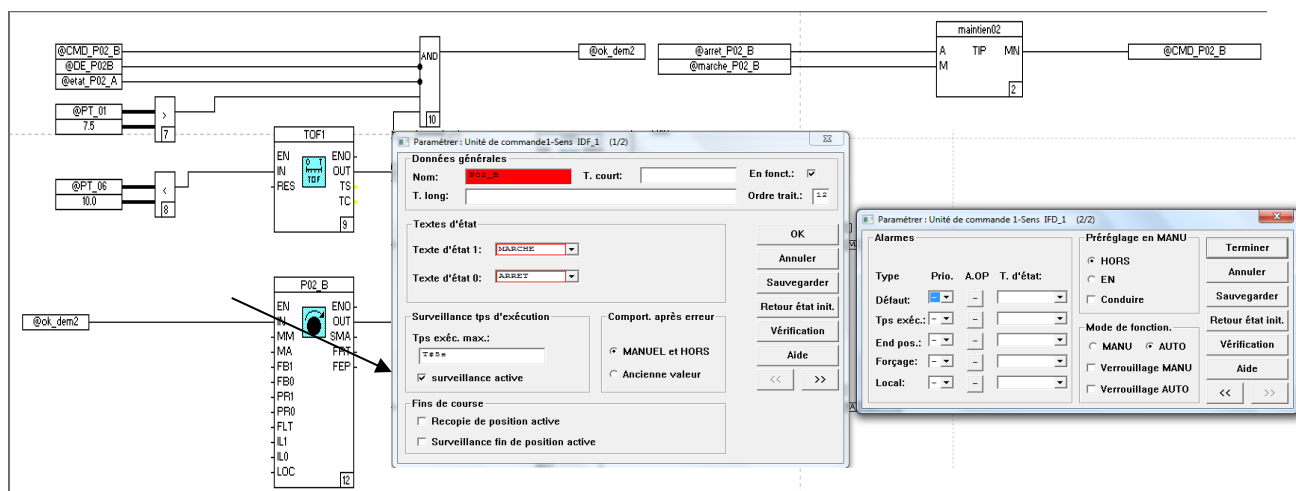 @CMD_P02_B
@DE_P02B
@etat_P02_A
AND
10
@ok_dem2
@arret_P02_B
@marche_P02_B
maintien02
A TIP MN
M
2
@CMD_P02_B
@PT_01
7.5
>
7
@PT_06
10.0
<
8
TOF1
EN ENO
IN OUT
RES TS
TC
0 T
TOF
9
@ok_dem2
P02_B
EN ENO
IN OUT
MM SMA
MA FRT
FB1 FEP
FB0
PR1
PR0
FLT
IL1
IL0
LOC
12
Paramétrer : Unité de commande1-Sens IDF_1 (1/2)
Données générales
Nom: P02_B T. court: En fonct.:
T. long: Ordre trait.: 12
Textes d'état
Texte d'état 1: MARCHE
Texte d'état 0: ARRET
Surveillance tps d'exécution
Tps exéc. max.:
T#5s
surveillance active
Comport. après erreur
MANUEL et HORS
Ancienne valeur
Fins de course
Recopie de position active
Surveillance fin de position active
OK
Annuler
Sauvegarder
Retour état init.
Vérification
Aide
<< >>
Paramétrer : Unité de commande 1-Sens IFD_1 (2/2)
Alarmes
Type Prio. A.OP T. d'état:
Défaut: - -
Tps exéc.: - -
End pos.: - -
Forçage: - -
Local: - -
Préréglage en MANU
HORS
EN
Conduire
Mode de fonction.
MANU AUTO
Verrouillage MANU
Verrouillage AUTO
Terminer
Annuler
Sauvegarder
Retour état init.
Vérification
Aide
<< >>